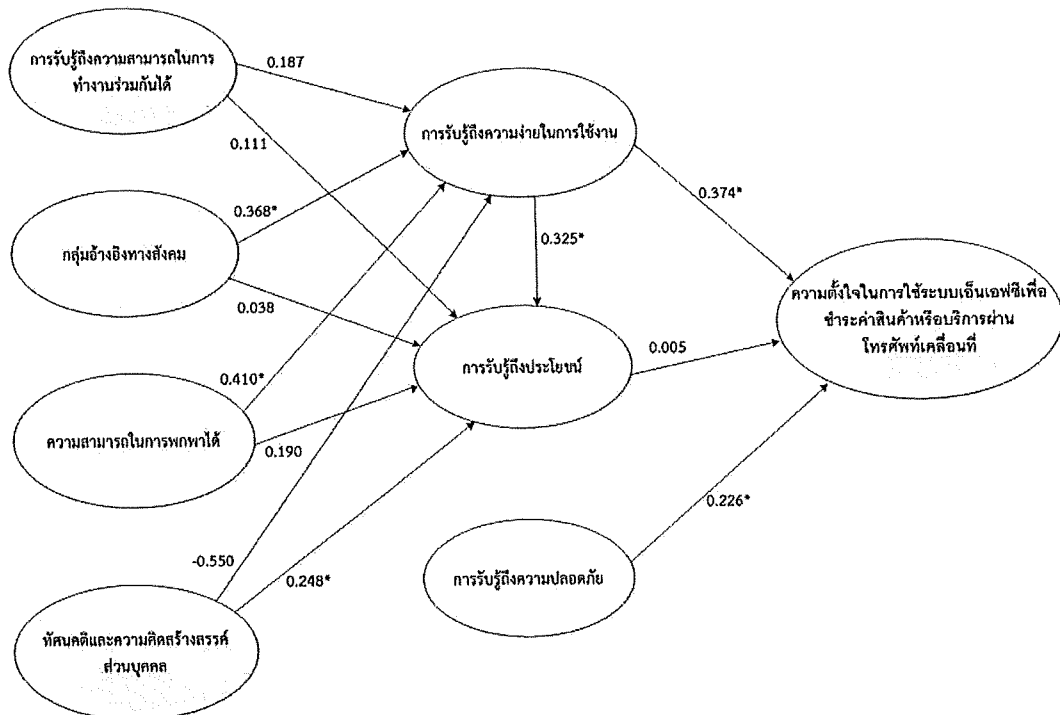 การรับรู้ถึงความสามารถในการ
ทำงานร่วมกันได้
0.187
0.111
การรับรู้ถึงความง่ายในการใช้งาน
0.374*
กลุ่มอ้างอิงทางสังคม
0.368*
0.038
0.325*
ความตั้งใจในการใช้ระบบเอ็นเอฟซีเพื่อ
ชำระค่าสินค้าหรือบริการผ่าน
โทรศัพท์เคลื่อนที่
การรับรู้ถึงประโยชน์
0.005
ความสามารถในการพกพาได้
0.410*
0.190
-0.550
0.248*
การรับรู้ถึงความปลอดภัย
0.226*
ทัศนคติและความคิดสร้างสรรค์
ส่วนบุคคล